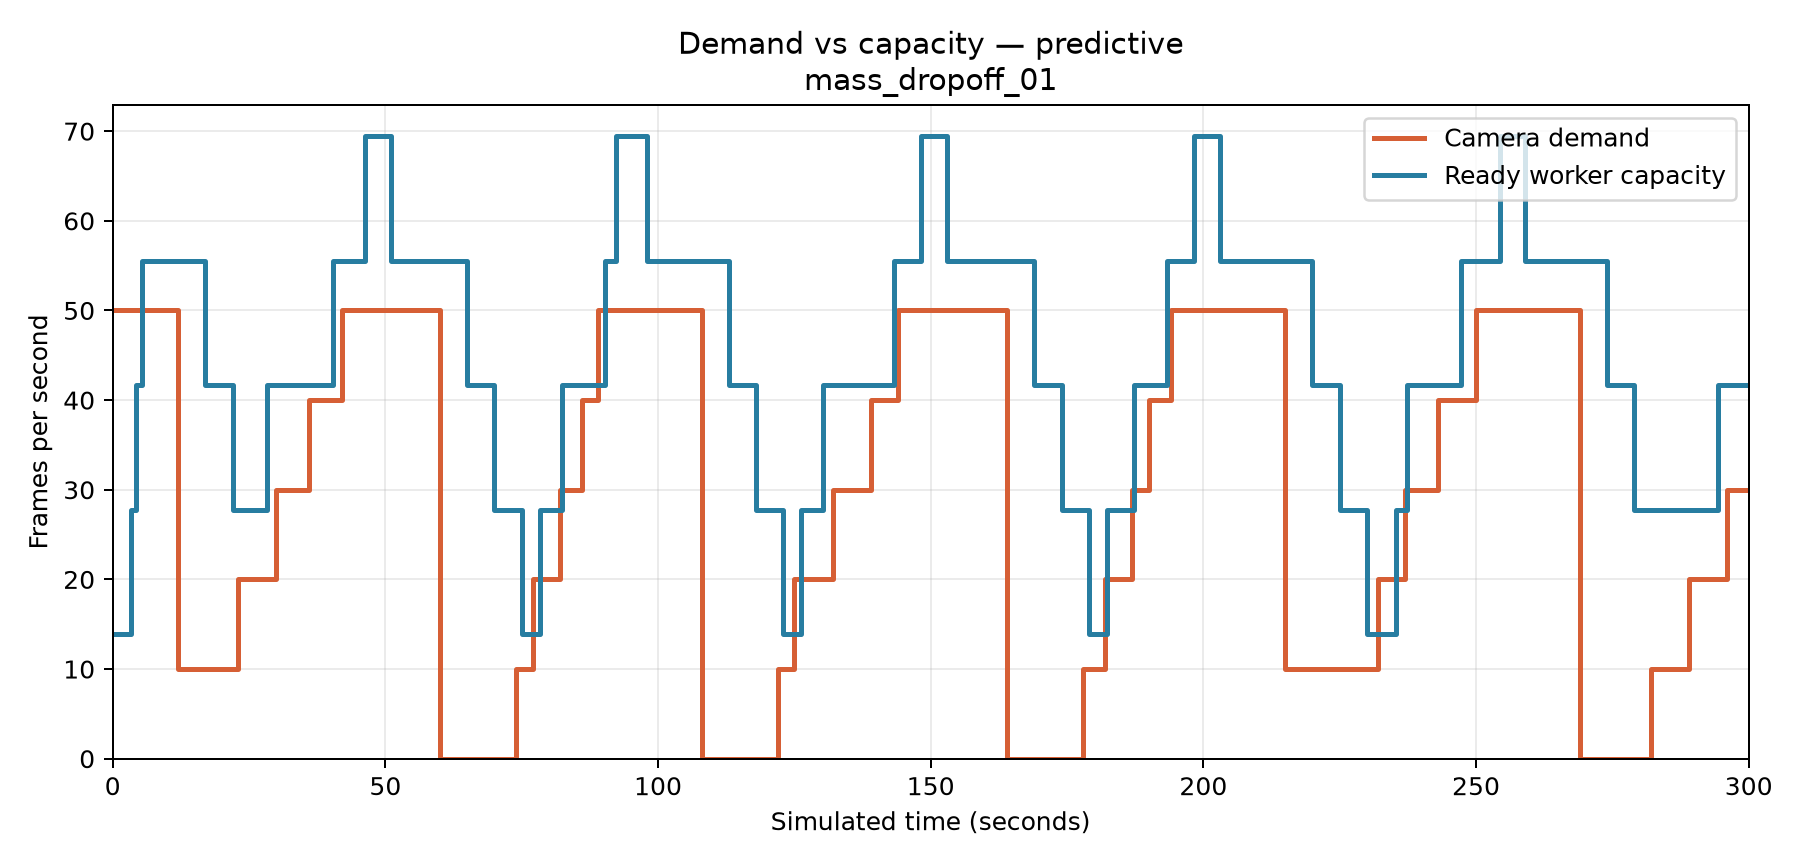 Demand vs capacity — predictive
mass_dropoff_01
Camera demand
Ready worker capacity
Frames per second
70
60
50
40
30
20
10
0
0 50 100 150 200 250 300
Simulated time (seconds)